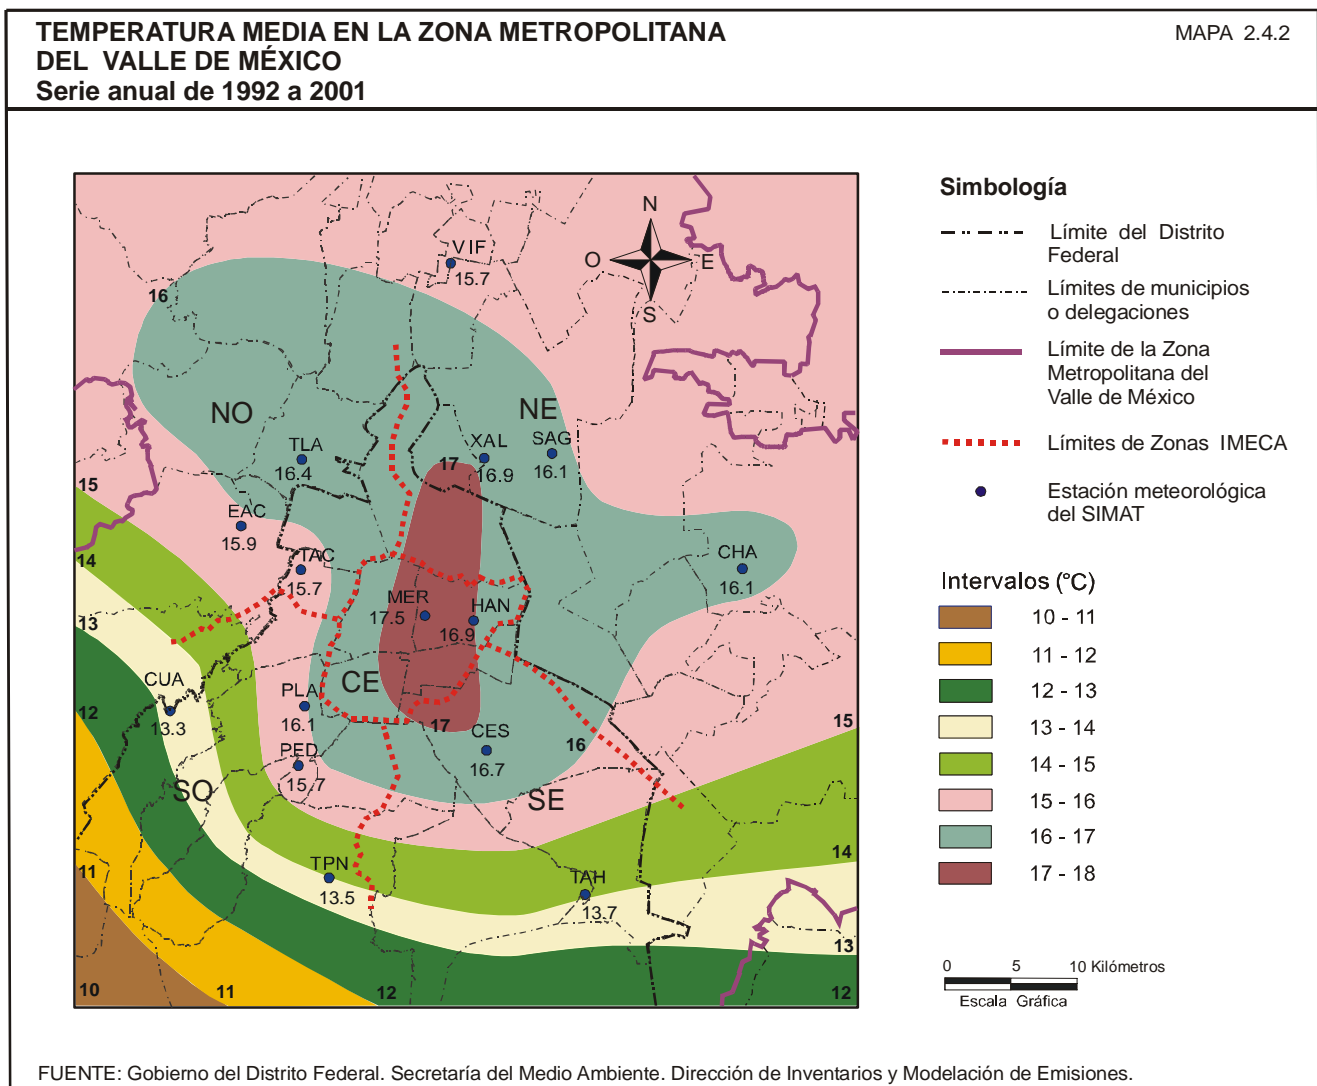 TEMPERATURA MEDIA EN LA ZONA METROPOLITANA
DEL VALLE DE MÉXICO
Serie anual de 1992 a 2001
MAPA 2.4.2
N
O
E
S
VIF
15.7
16
NO
NE
TLA
16.4
XAL
16.9
SAG
16.1
17
15
EAC
15.9
TAC
15.7
CHA
16.1
14
MER
17.5
HAN
16.9
13
CUA
13.3
PLA
16.1
CE
12
17
CES
16.7
16
15
PED
15.7
SO
SE
14
11
TPN
13.5
TAH
13.7
13
10
11
12
12
Simbología
Límite del Distrito
Federal
Límites de municipios
o delegaciones
Límite de la Zona
Metropolitana del
Valle de México
Límites de Zonas IMECA
Estación meteorológica
del SIMAT
Intervalos (°C)
10 - 11
11 - 12
12 - 13
13 - 14
14 - 15
15 - 16
16 - 17
17 - 18
0 5 10 Kilómetros
Escala Gráfica
FUENTE: Gobierno del Distrito Federal. Secretaría del Medio Ambiente. Dirección de Inventarios y Modelación de Emisiones.